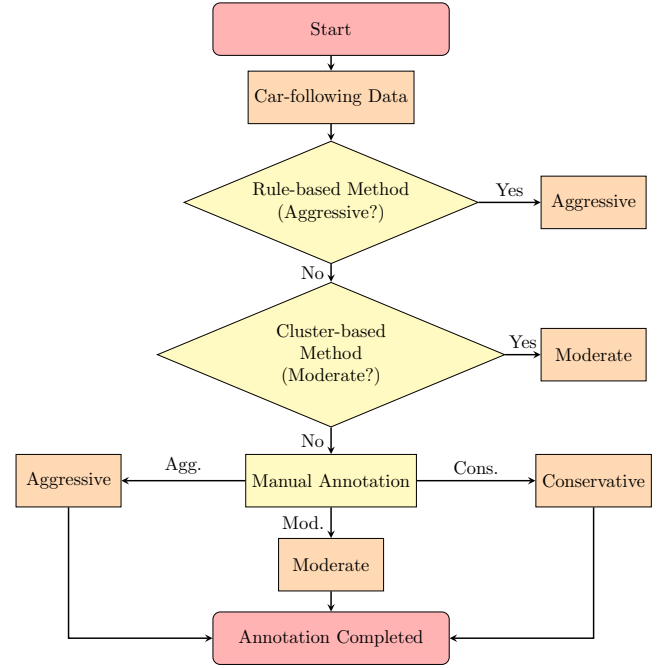 Start
Car-following Data
Rule-based Method
(Aggressive?)
Yes
Aggressive
No
Cluster-based
Method
(Moderate?)
Yes
Moderate
No
Aggressive
Agg.
Manual Annotation
Cons.
Conservative
Mod.
Moderate
Annotation Completed